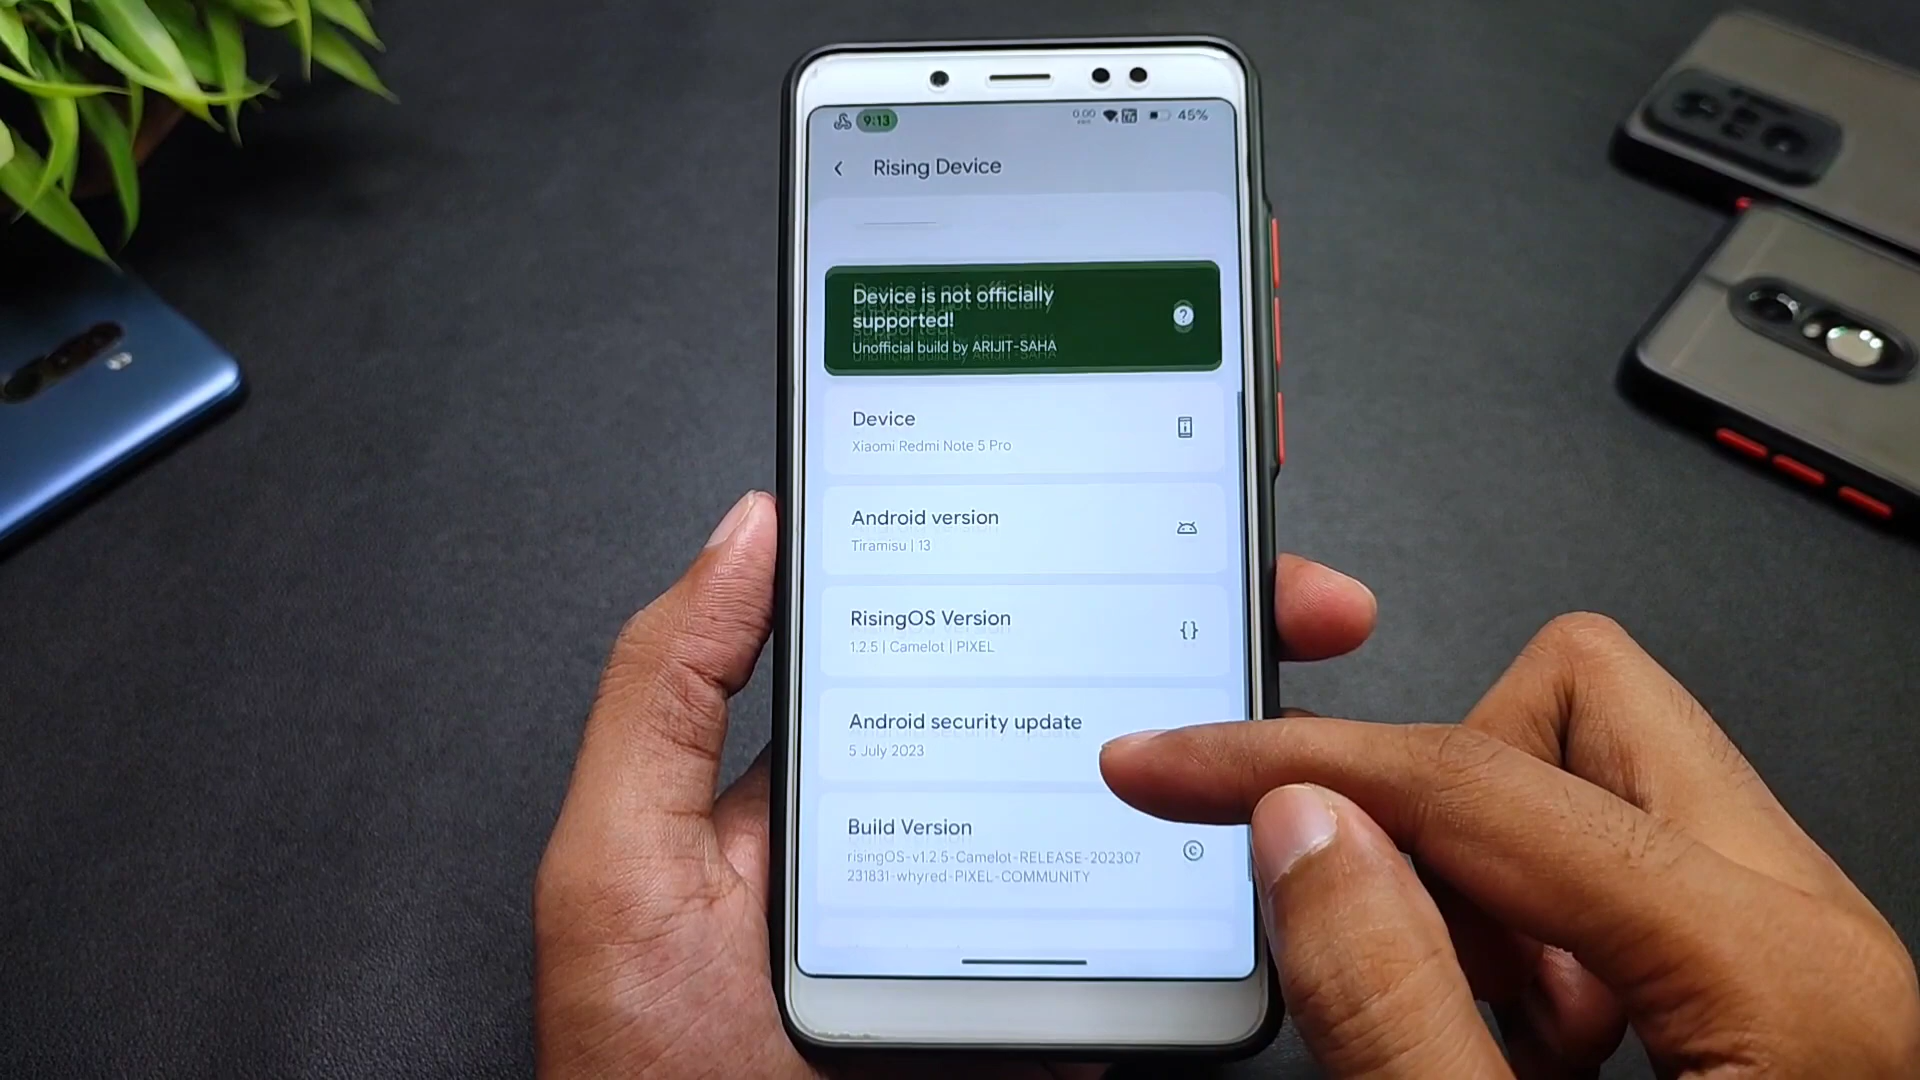 9:13
0.00
45%
Rising Device
Device is not officially
supported!
Unofficial build by ARIJIT-SAHA
Device
Xiaomi Redmi Note 5 Pro
Android version
Tiramisu | 13
RisingOS Version
{}
1.2.5 | Camelot | PIXEL
Android security update
5 July 2023
Build Version
risingOS-v1.2.5-Camelot-RELEASE-202307
231831-whyred-PIXEL-COMMUNITY